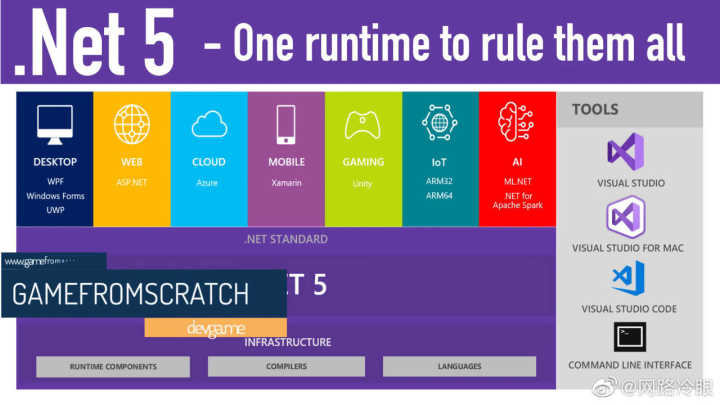 .Net 5 - One runtime to rule them all
DESKTOP
WPF
Windows Forms
UWP
WEB
ASP.NET
CLOUD
Azure
MOBILE
Xamarin
GAMING
Unity
IoT
ARM32
ARM64
AI
ML.NET
.NET for
Apache Spark
TOOLS
VISUAL STUDIO
VISUAL STUDIO FOR MAC
VISUAL STUDIO CODE
COMMAND LINE INTERFACE
.NET STANDARD
www.gamefrom
GAMEFROMSCRATCH
devgame
ET 5
INFRASTRUCTURE
RUNTIME COMPONENTS
COMPILERS
LANGUAGES
@网路冷眼